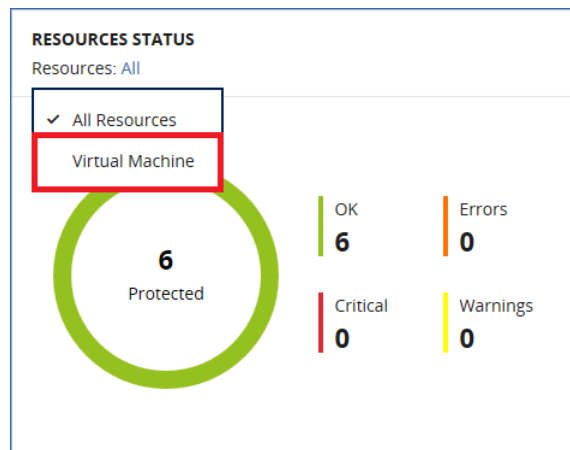 RESOURCES STATUS
Resources: All
✓ All Resources
Virtual Machine
6
Protected
OK
6
Errors
0
Critical
0
Warnings
0